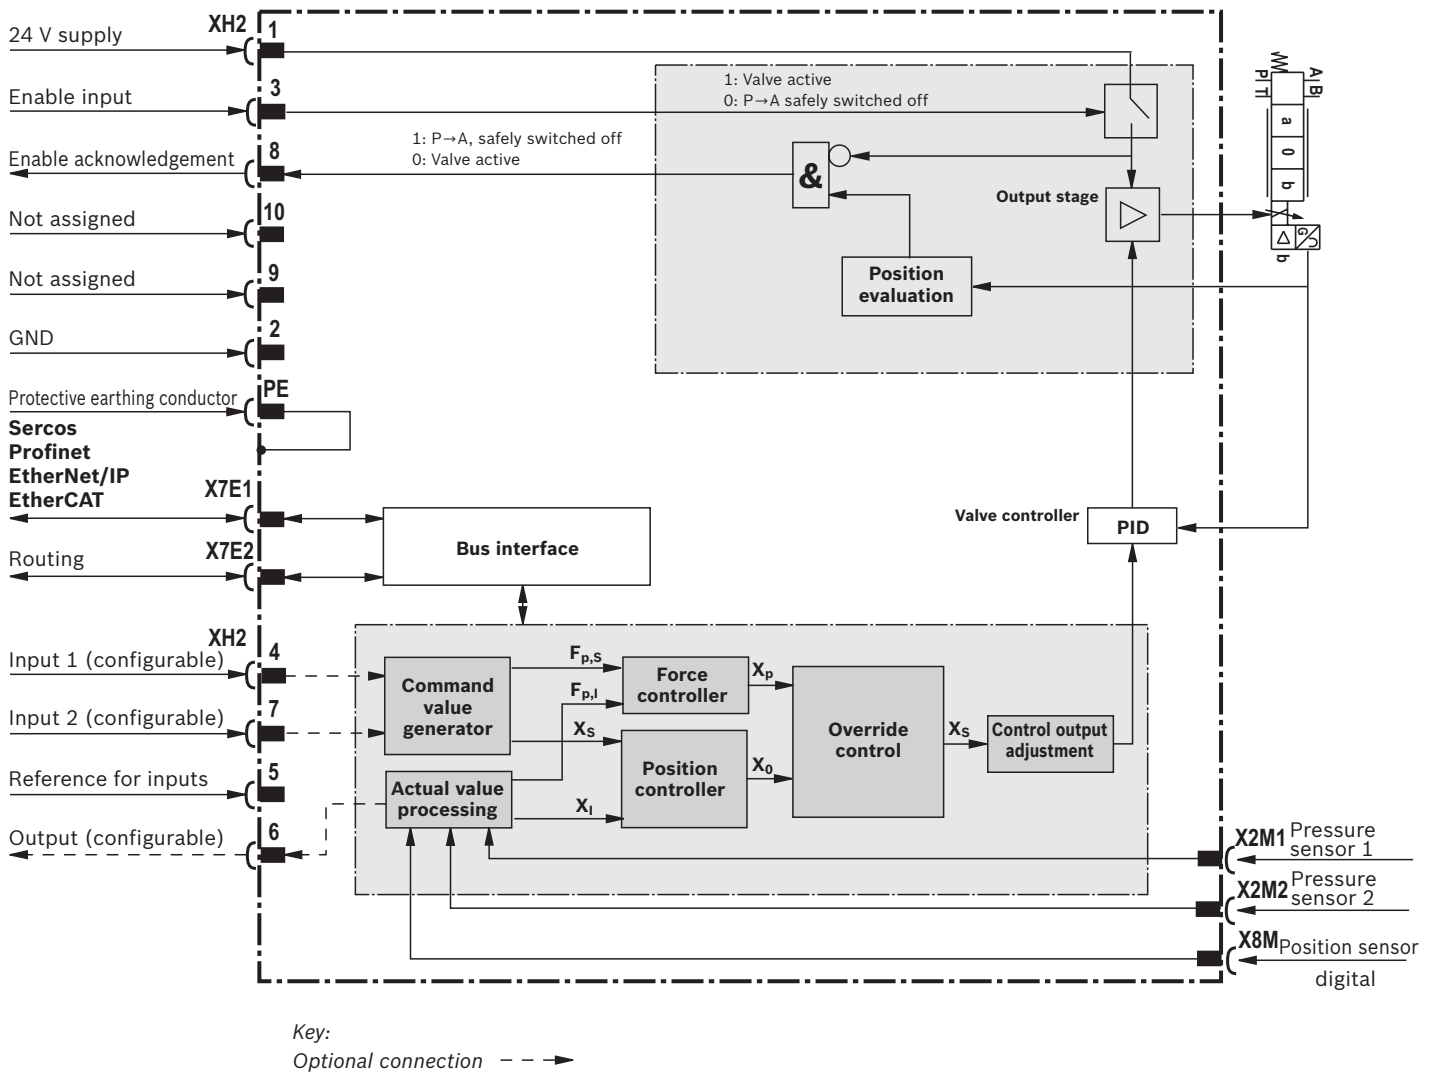 XH2
24 V supply
1
Enable input
3
1: Valve active
0: P→A safely switched off
Enable acknowledgement
8
1: P→A, safely switched off
0: Valve active
&
Output stage
Position
evaluation
Not assigned
10
Not assigned
9
GND
2
Protective earthing conductor
PE
A B
P T
a
0
b
G
U
b
Sercos
Profinet
EtherNet/IP
EtherCAT
X7E1
Routing
X7E2
Bus interface
Valve controller
PID
XH2
Input 1 (configurable)
4
Input 2 (configurable)
7
Reference for inputs
5
Output (configurable)
6
Command
value
generator
Actual value
processing
Fp,S
Fp,I
XS
XI
Force
controller
Position
controller
Xp
X0
Override
control
XS
Control output
adjustment
X2M1
Pressure
sensor 1
X2M2
Pressure
sensor 2
X8M
Position sensor
digital
Key:
Optional connection